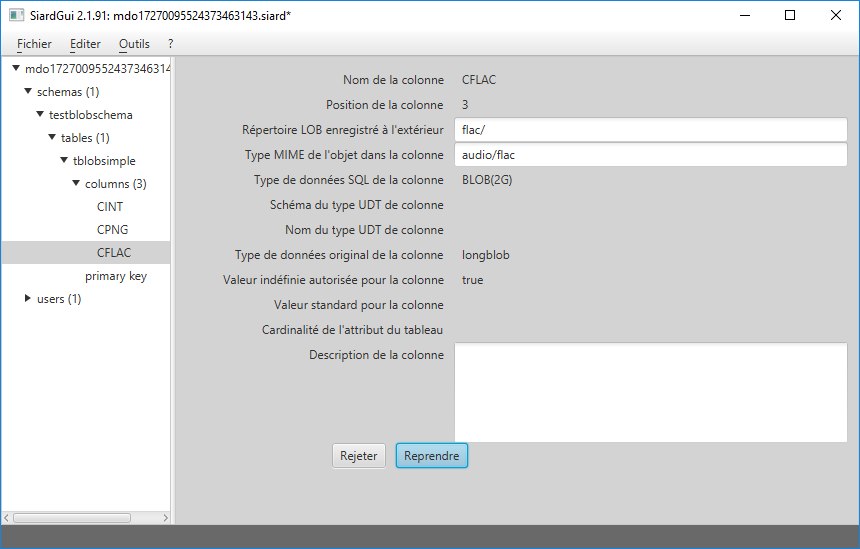 SiardGui 2.1.91: mdo17270095524373463143.siard*
Fichier Editer Outils ?
mdo1727009552437346314
schemas (1)
testblobschema
tables (1)
tblobsimple
columns (3)
CINT
CPNG
CFLAC
primary key
users (1)
Nom de la colonne CFLAC
Position de la colonne 3
Répertoire LOB enregistré à l'extérieur flac/
Type MIME de l'objet dans la colonne audio/flac
Type de données SQL de la colonne BLOB(2G)
Schéma du type UDT de colonne
Nom du type UDT de colonne
Type de données original de la colonne longblob
Valeur indéfinie autorisée pour la colonne true
Valeur standard pour la colonne
Cardinalité de l'attribut du tableau
Description de la colonne
Rejeter Reprendre